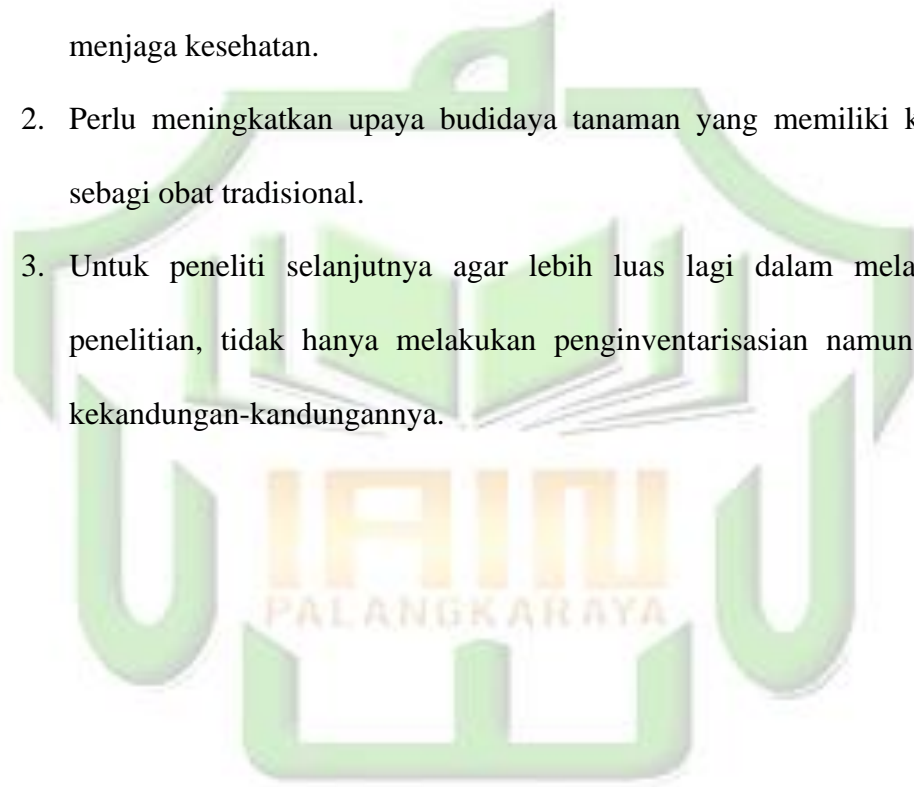 menjaga kesehatan.
2. Perlu meningkatkan upaya budidaya tanaman yang memiliki
sebagi obat tradisional.
3. Untuk peneliti selanjutnya agar lebih luas lagi dalam
penelitian, tidak hanya melakukan penginventarisasian namun
kekandungan-kandungannya.
IAIN
PALANGKARAYA